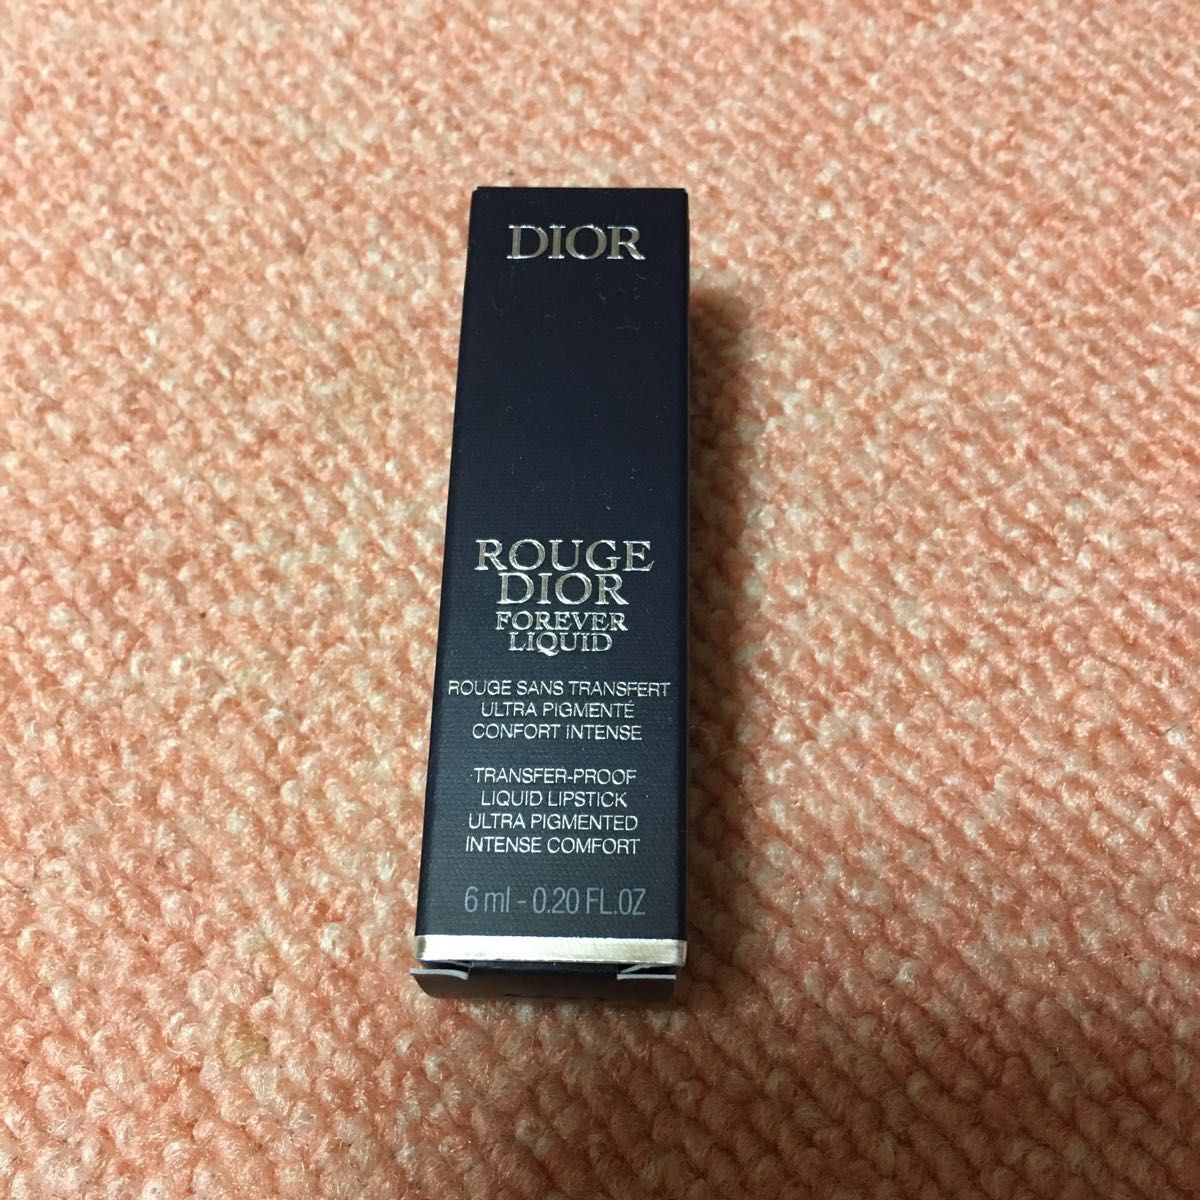 DIOR
ROUGE
DIOR
FOREVER
LIQUID
ROUGE SANS TRANSFERT
ULTRA PIGMENTÉ
CONFORT INTENSE
TRANSFER-PROOF
LIQUID LIPSTICK
ULTRA PIGMENTED
INTENSE COMFORT
6 ml - 0.20 FL.OZ